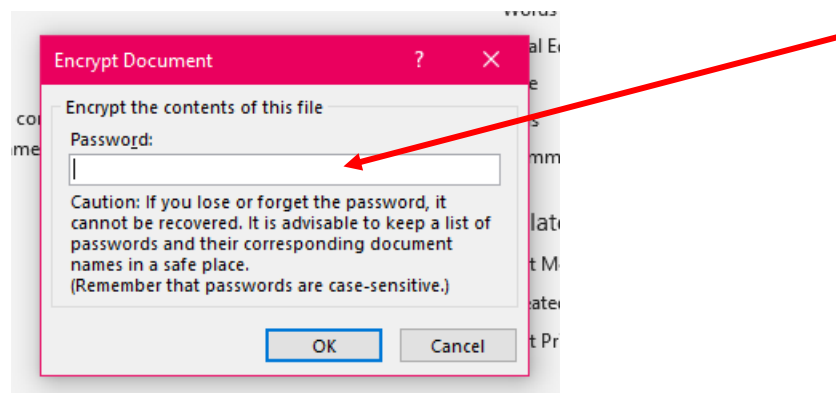 Encrypt Document ?
Encrypt the contents of this file
Password:
Caution: If you lose or forget the password, it
cannot be recovered. It is advisable to keep a list of
passwords and their corresponding document
names in a safe place.
(Remember that passwords are case-sensitive.)
OK Cancel